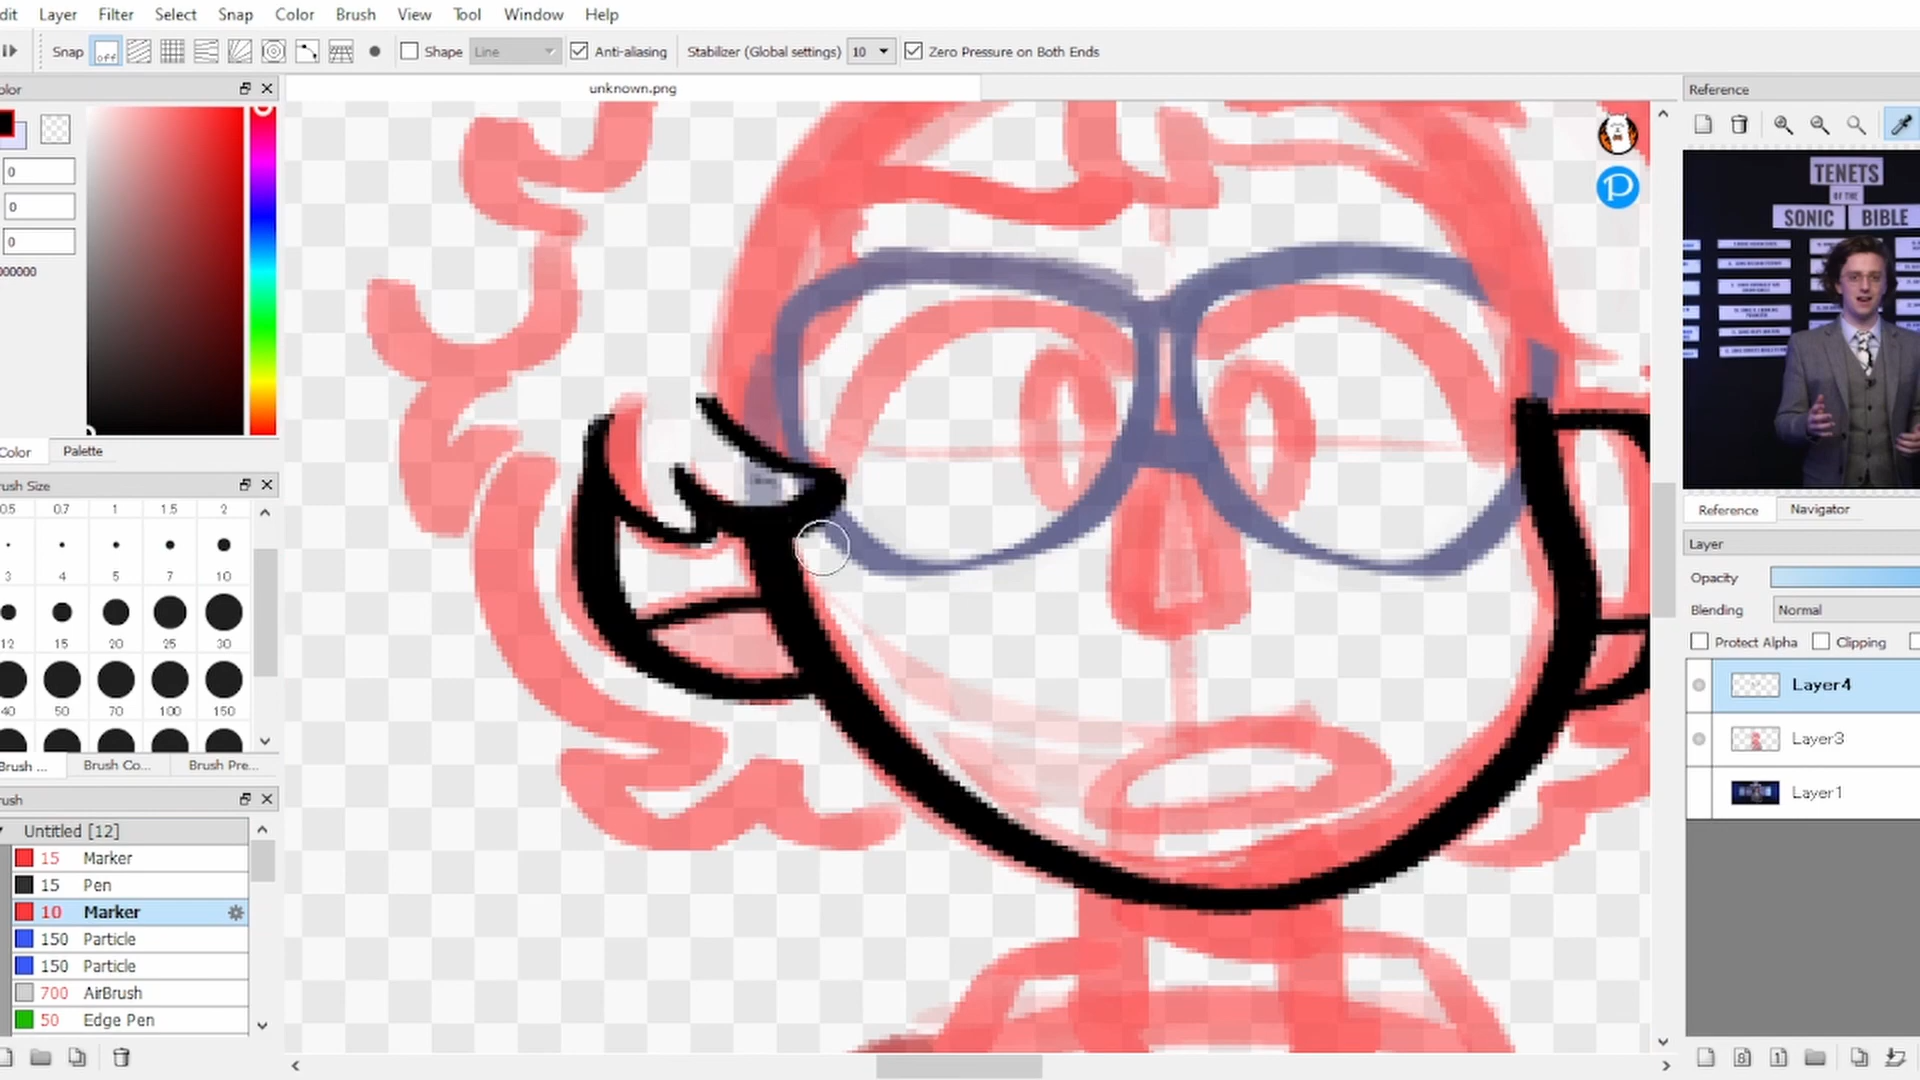 dit Layer Filter Select Snap Color Brush View Tool Window Help
Snap off Shape Line Anti-aliasing Stabilizer (Global settings) 10 Zero Pressure on Both Ends
olor
unknown.png
Reference
0
0
0
000000
TENETS
OF THE
SONIC BIBLE
Color Palette
rush Size
0.5 0.7 1 1.5 2
3 4 5 7 10
12 15 20 25 30
40 50 70 100 150
Brush ... Brush Co... Brush Pre...
rush
Untitled [12]
15 Marker
15 Pen
10 Marker
150 Particle
150 Particle
700 AirBrush
50 Edge Pen
Reference Navigator
Layer
Opacity
Blending Normal
Protect Alpha Clipping
Layer4
Layer3
Layer1